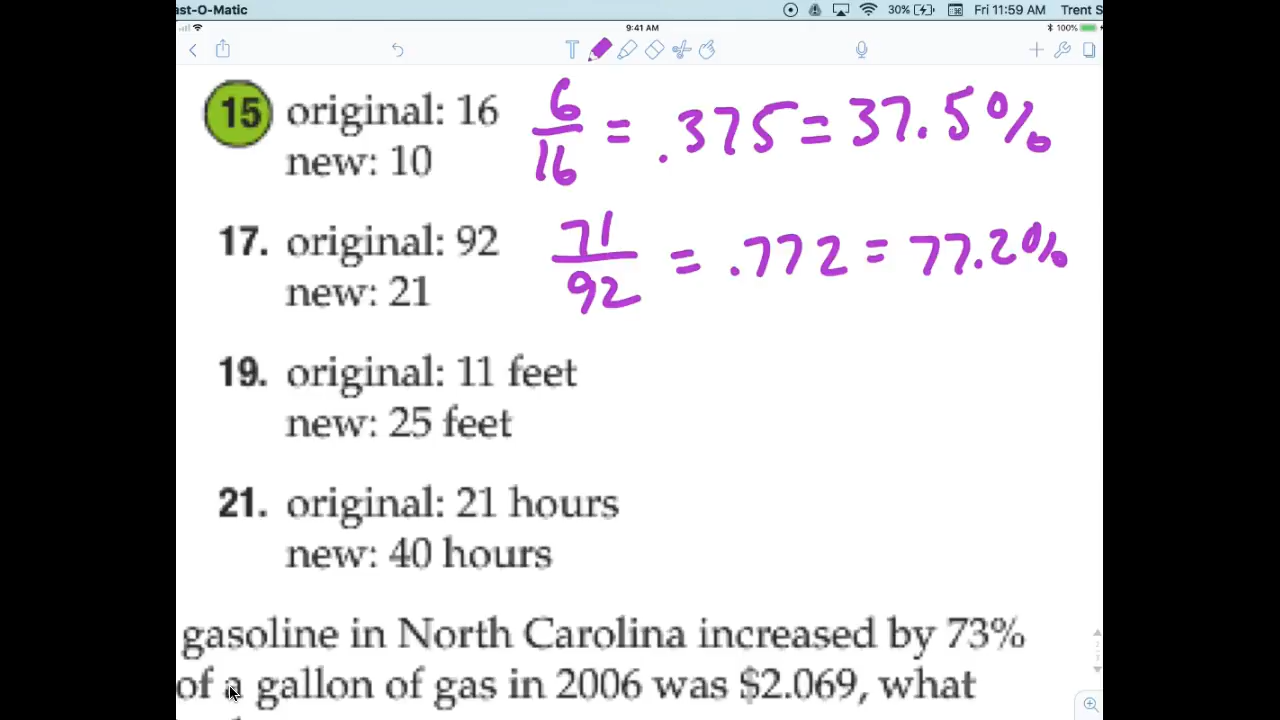 ast-O-Matic 30% Fri 11:59 AM Trent S
9:41 AM 100%
T
15 original: 16 6/16 = .375 = 37.5%
new: 10
17. original: 92 71/92 = .772 = 77.2%
new: 21
19. original: 11 feet
new: 25 feet
21. original: 21 hours
new: 40 hours
gasoline in North Carolina increased by 73%
of a gallon of gas in 2006 was $2.069, what